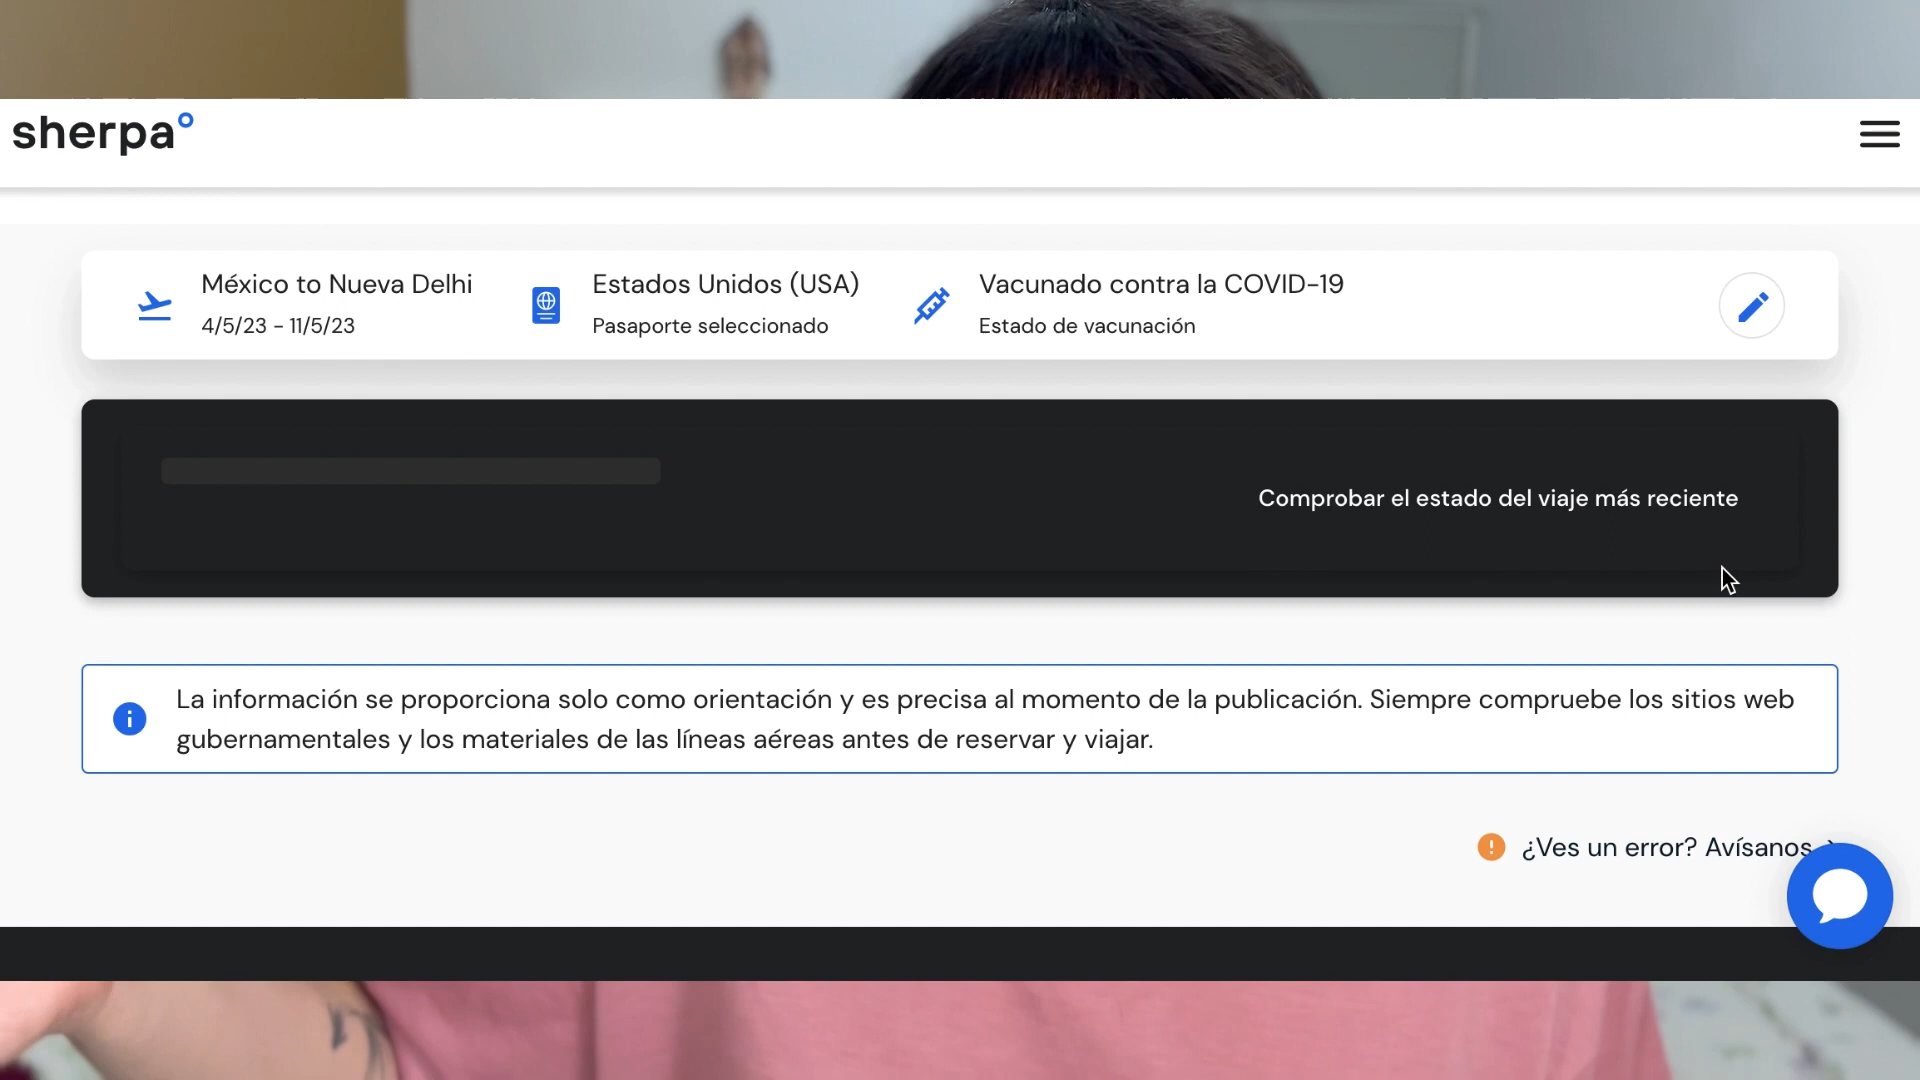 sherpa°
México to Nueva Delhi
4/5/23 - 11/5/23
Estados Unidos (USA)
Pasaporte seleccionado
Vacunado contra la COVID-19
Estado de vacunación
Comprobar el estado del viaje más reciente
La información se proporciona solo como orientación y es precisa al momento de la publicación. Siempre compruebe los sitios web
gubernamentales y los materiales de las líneas aéreas antes de reservar y viajar.
¿Ves un error? Avísanos